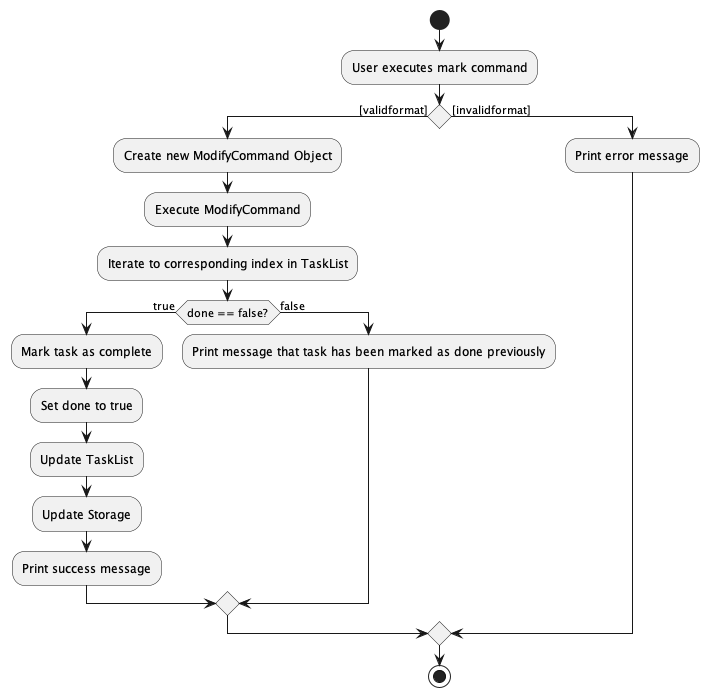 User executes mark command
[validformat]
[invalidformat]
Create new ModifyCommand Object
Print error message
Execute ModifyCommand
Iterate to corresponding index in TaskList
true
done == false?
false
Mark task as complete
Print message that task has been marked as done previously
Set done to true
Update TaskList
Update Storage
Print success message